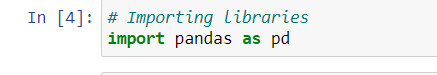 In [4]: # Importing libraries
import pandas as pd